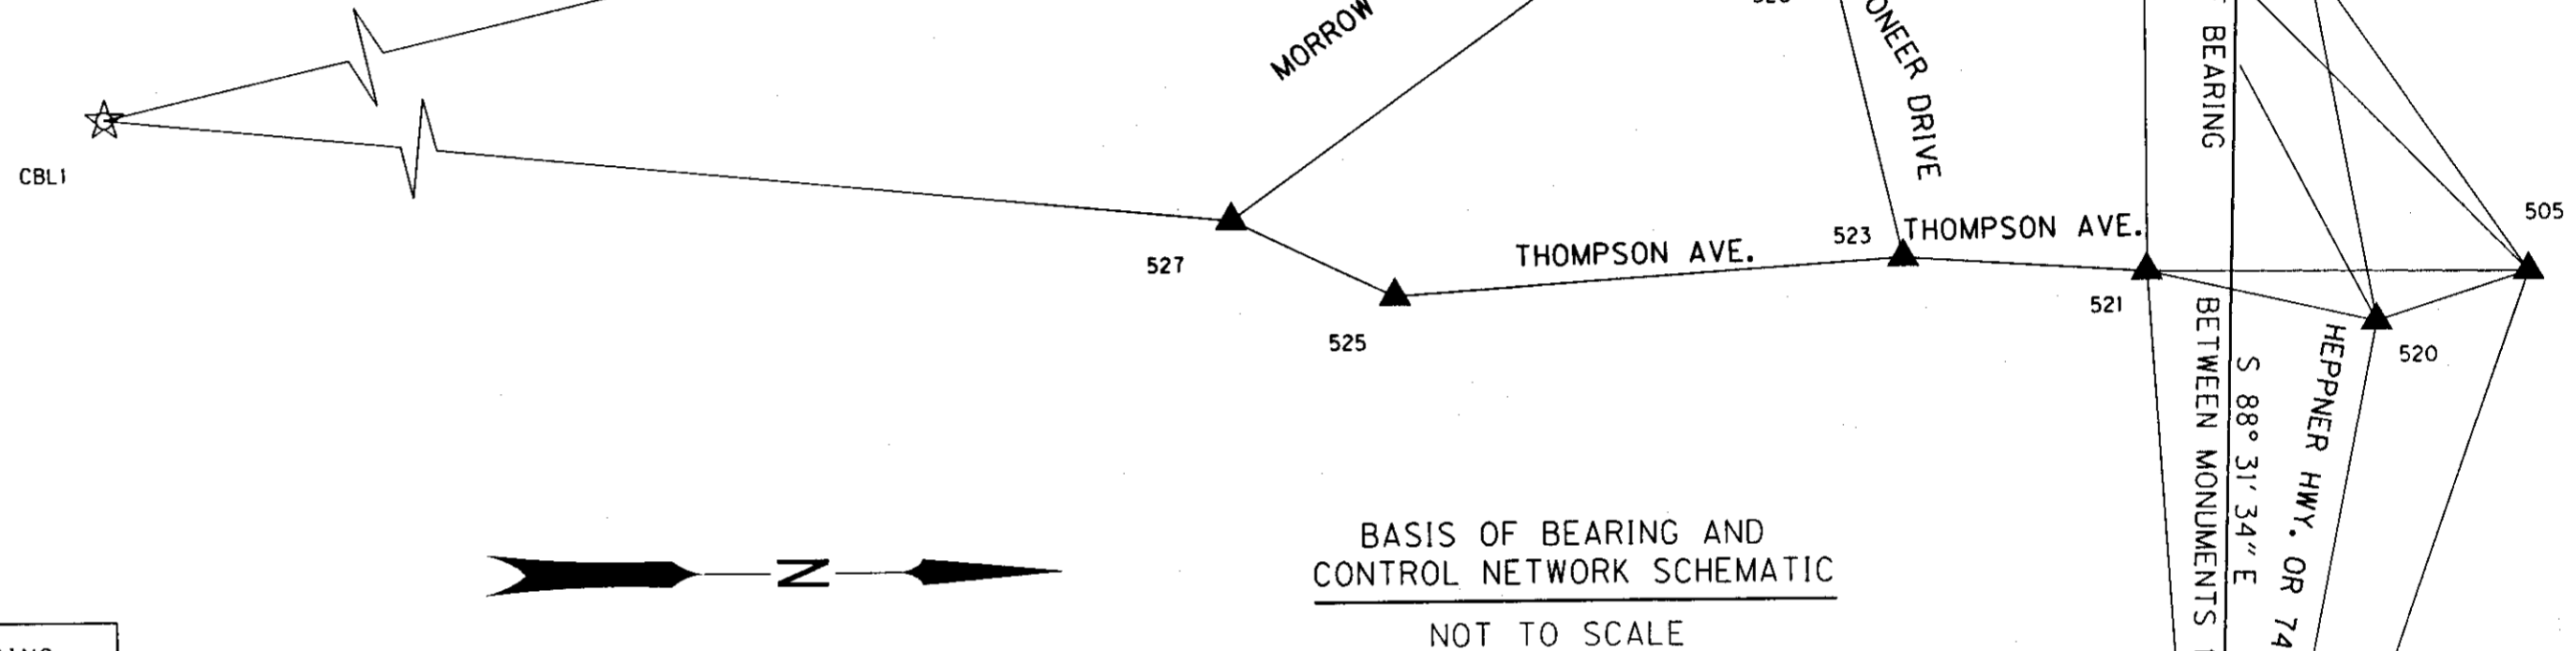 MORROW
DRIVE
BEARING
CBL1
505
THOMPSON AVE.
523
THOMPSON AVE.
527
521
525
520
BETWEEN MONUMENTS
S 88° 31' 34" E
HEPPNER HWY. OR 74
N
BASIS OF BEARING AND
CONTROL NETWORK SCHEMATIC
NOT TO SCALE